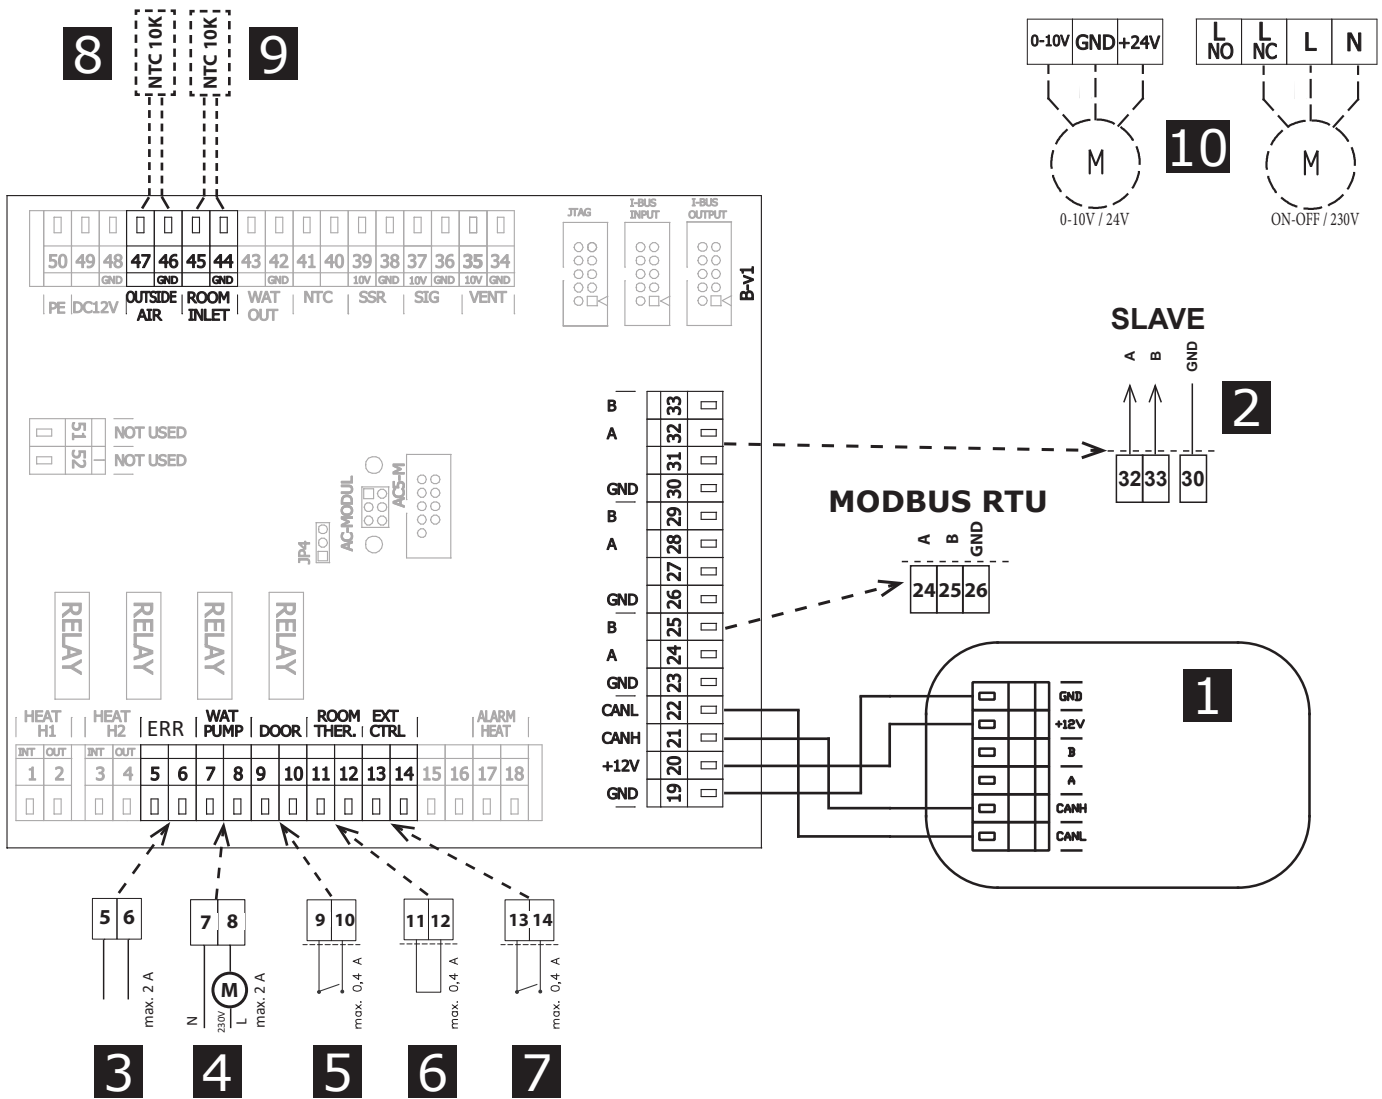 8
NTC 10K
NTC 10K
9
0-10V GND +24V
L NO L NC L N
M
10
M
0-10V / 24V
ON-OFF / 230V
JTAG
I-BUS INPUT
I-BUS OUTPUT
B-v1
50 49 48 47 46 45 44 43 42 41 40 39 38 37 36 35 34
GND GND GND GND 10V GND 10V GND 10V GND
PE DC12V OUTSIDE AIR ROOM INLET WAT OUT NTC SSR SIG VENT
SLAVE
A B GND
2
32 33 30
51 NOT USED
52 NOT USED
JP4
AC-MODUL
ACS-M
B 33
A 32
31
GND 30
B 29
A 28
27
GND 26
B 25
A 24
GND 23
CANL 22
CANH 21
+12V 20
GND 19
MODBUS RTU
A B GND
24 25 26
1
GND
+12V
B
A
CANH
CANL
RELAY
RELAY
RELAY
RELAY
HEAT H1
HEAT H2
ERR
WAT PUMP
DOOR
ROOM THER.
EXT CTRL
ALARM HEAT
INT OUT INT OUT
1 2 3 4 5 6 7 8 9 10 11 12 13 14 15 16 17 18
5 6
max. 2 A
3
7 8
M
N 230V L
max. 2 A
4
9 10
max. 0,4 A
5
11 12
max. 0,4 A
6
13 14
max. 0,4 A
7